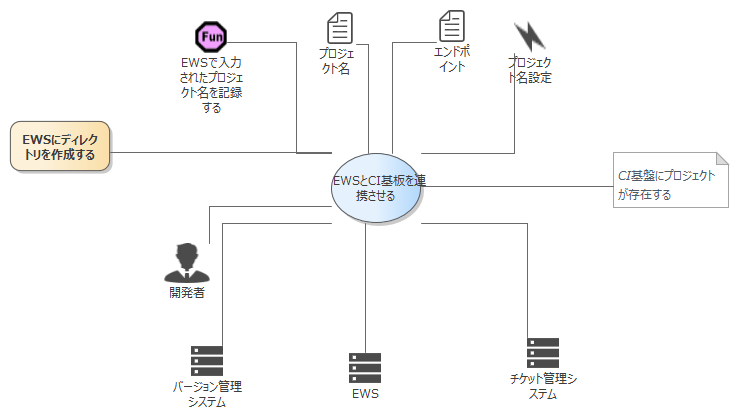 Fun
EWSで入力
されたプロジェ
クト名を記録
する
プロジェ
クト名
エンドポ
イント
プロジェク
ト名設定
EWSにディレク
トリを作成する
EWSとCI基板を連
携させる
CI基盤にプロジェクト
が存在する
開発者
バージョン管理
システム
EWS
チケット管理シ
ステム